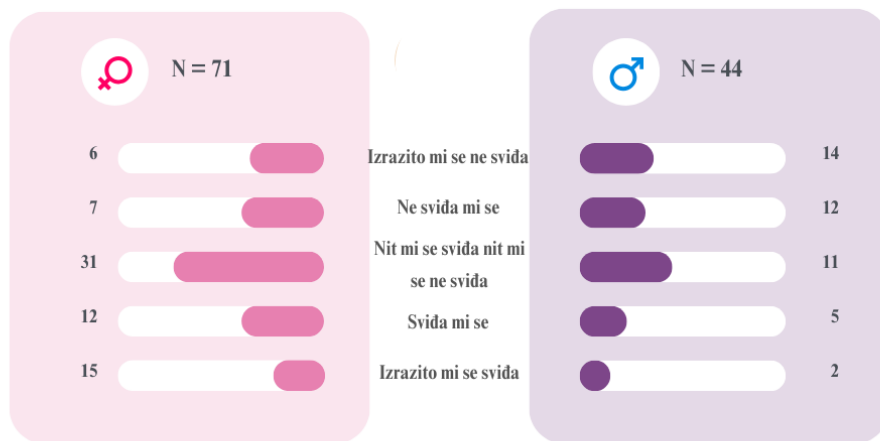 N = 71
N = 44
6
Izrazito mi se ne sviđa
14
7
Ne sviđa mi se
12
31
Nit mi se sviđa nit mi
se ne sviđa
11
12
Sviđa mi se
5
15
Izrazito mi se sviđa
2